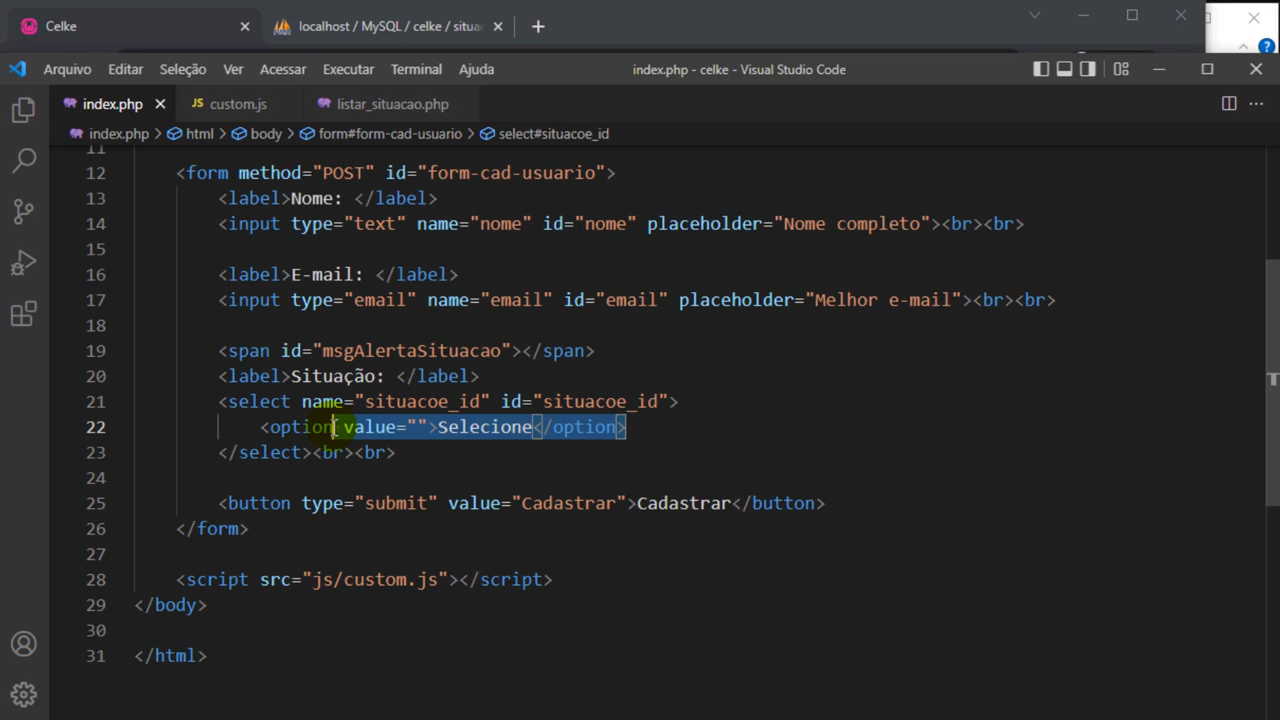 Celke
localhost / MySQL / celke / situa
Arquivo Editar Seleção Ver Acessar Executar Terminal Ajuda
index.php - celke - Visual Studio Code
index.php
JS custom.js
listar_situacao.php
index.php > html > body > form#form-cad-usuario > select#situacoe_id
11
12 <form method="POST" id="form-cad-usuario">
13 <label>Nome: </label>
14 <input type="text" name="nome" id="nome" placeholder="Nome completo"><br><br>
15
16 <label>E-mail: </label>
17 <input type="email" name="email" id="email" placeholder="Melhor e-mail"><br><br>
18
19 <span id="msgAlertaSituacao"></span>
20 <label>Situação: </label>
21 <select name="situacoe_id" id="situacoe_id">
22 <option value="">Selecione</option>
23 </select><br><br>
24
25 <button type="submit" value="Cadastrar">Cadastrar</button>
26 </form>
27
28 <script src="js/custom.js"></script>
29 </body>
30
31 </html>